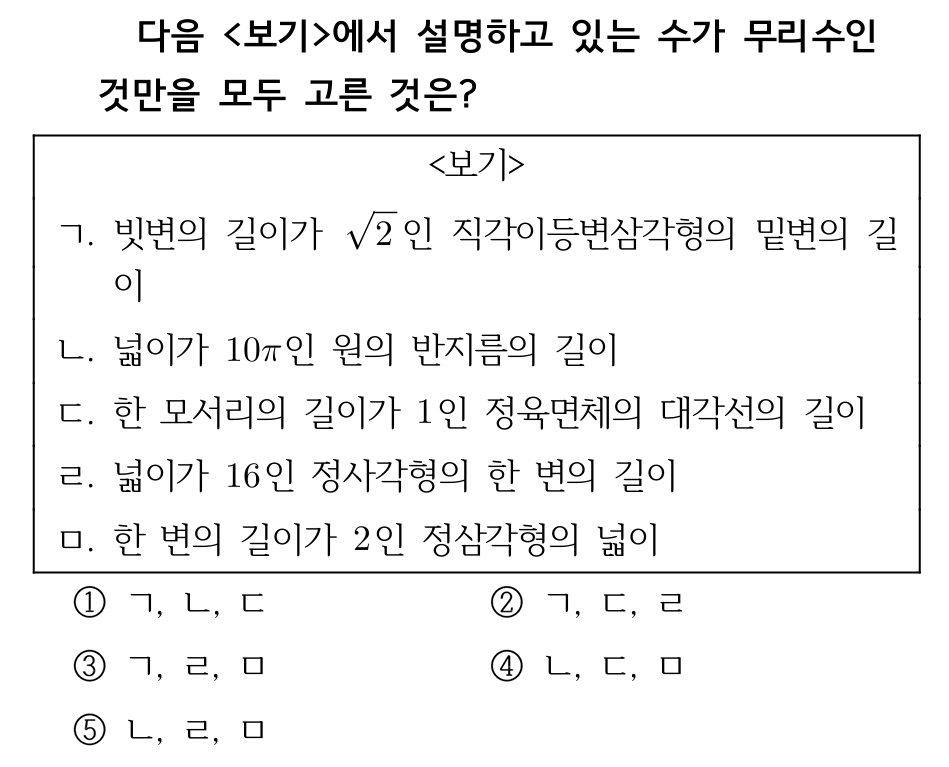 다음 <보기>에서 설명하고 있는 수가 무리수인
것만을 모두 고른 것은?
<보기>
ㄱ. 빗변의 길이가 √2인 직각이등변삼각형의 밑변의 길
이
ㄴ. 넓이가 10π인 원의 반지름의 길이
ㄷ. 한 모서리의 길이가 1인 정육면체의 대각선의 길이
ㄹ. 넓이가 16인 정사각형의 한 변의 길이
ㅁ. 한 변의 길이가 2인 정삼각형의 넓이
① ㄱ, ㄴ, ㄷ ② ㄱ, ㄷ, ㄹ
③ ㄱ, ㄹ, ㅁ ④ ㄴ, ㄷ, ㅁ
⑤ ㄴ, ㄹ, ㅁ